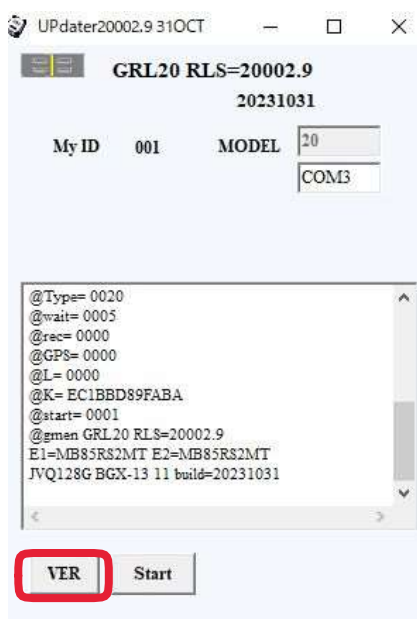 UPdater20002.9 31OCT
GRL20 RLS=20002.9
20231031
My ID 001 MODEL 20
COM3
@Type= 0020
@wait= 0005
@rec= 0000
@GPS= 0000
@L= 0000
@K= EC1BBD89FABA
@start= 0001
@gmen GRL20 RLS=20002.9
E1=MB85RS2MT E2=MB85RS2MT
JVQ128G BGX-13 11 build=20231031
VER Start